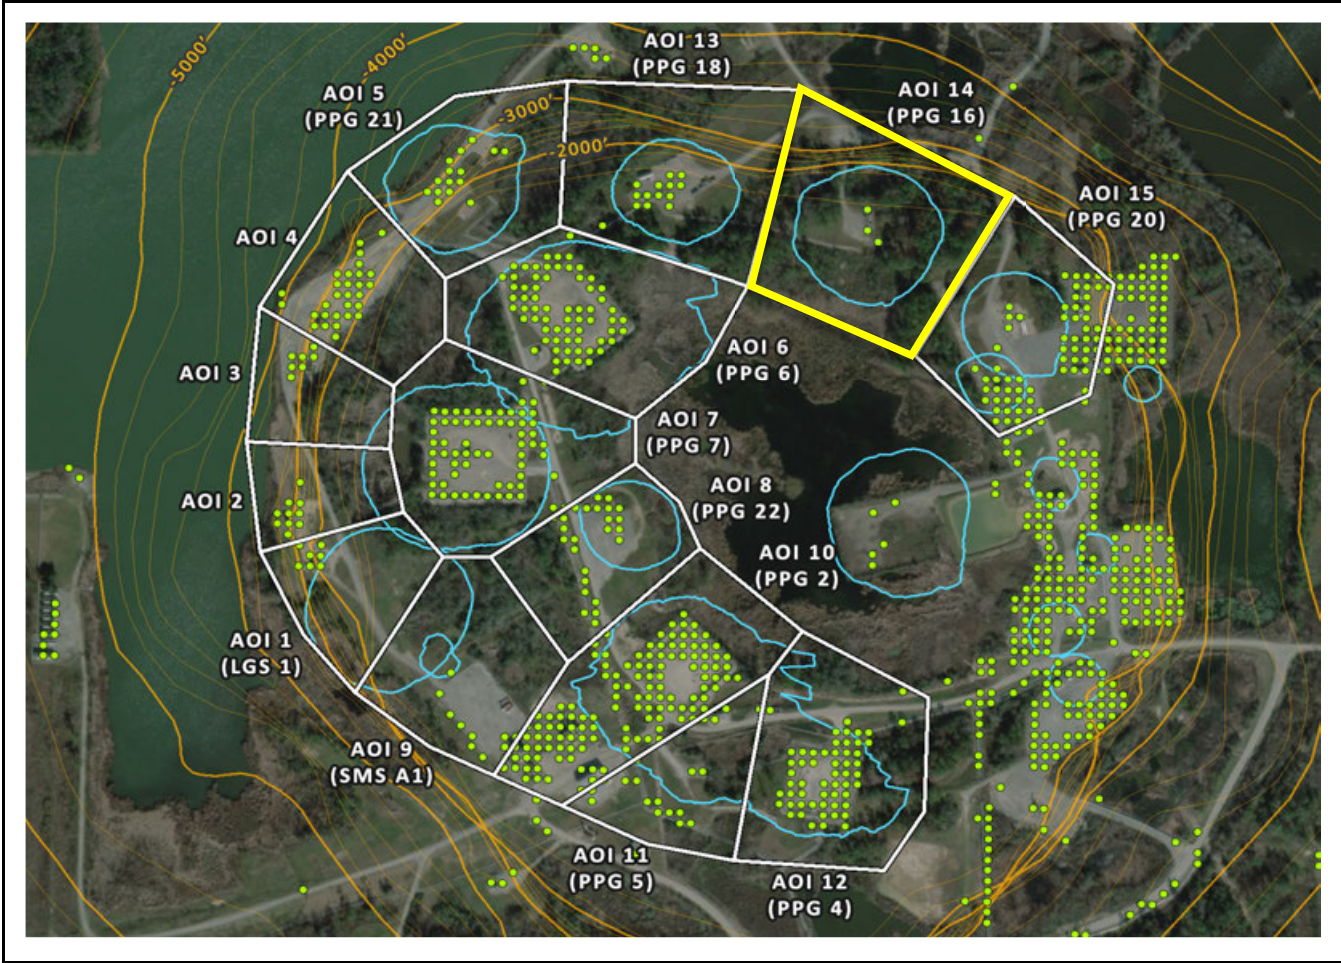 -5000'
-4000'
AOI 13
(PPG 18)
AOI 5
(PPG 21)
-3000'
-2000'
AOI 14
(PPG 16)
AOI 15
(PPG 20)
AOI 4
AOI 3
AOI 6
(PPG 6)
AOI 7
(PPG 7)
AOI 2
AOI 8
(PPG 22)
AOI 10
(PPG 2)
AOI 1
(LGS 1)
AOI 9
(SMS A1)
AOI 11
(PPG 5)
AOI 12
(PPG 4)